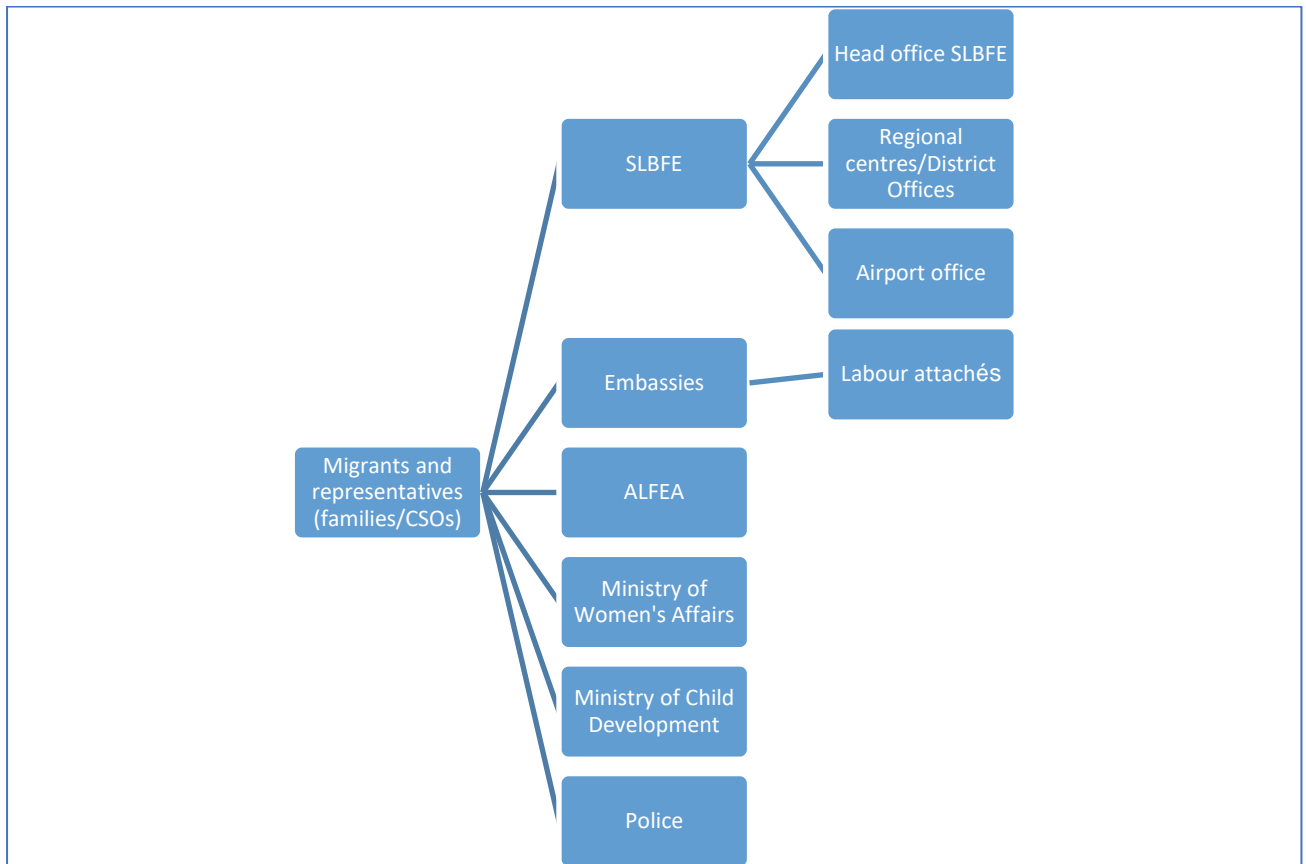 Head office SLBFE
SLBFE
Regional
centres/District
Offices
Airport office
Embassies
Labour attachés
Migrants and
representatives
(families/CSOs)
ALFEA
Ministry of
Women's Affairs
Ministry of Child
Development
Police